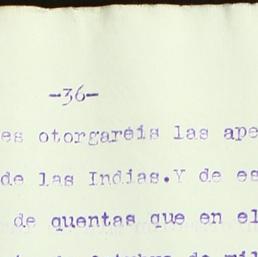 -36-
es otorgaréis las ape
de las Indias.Y de es
de quentas que en el